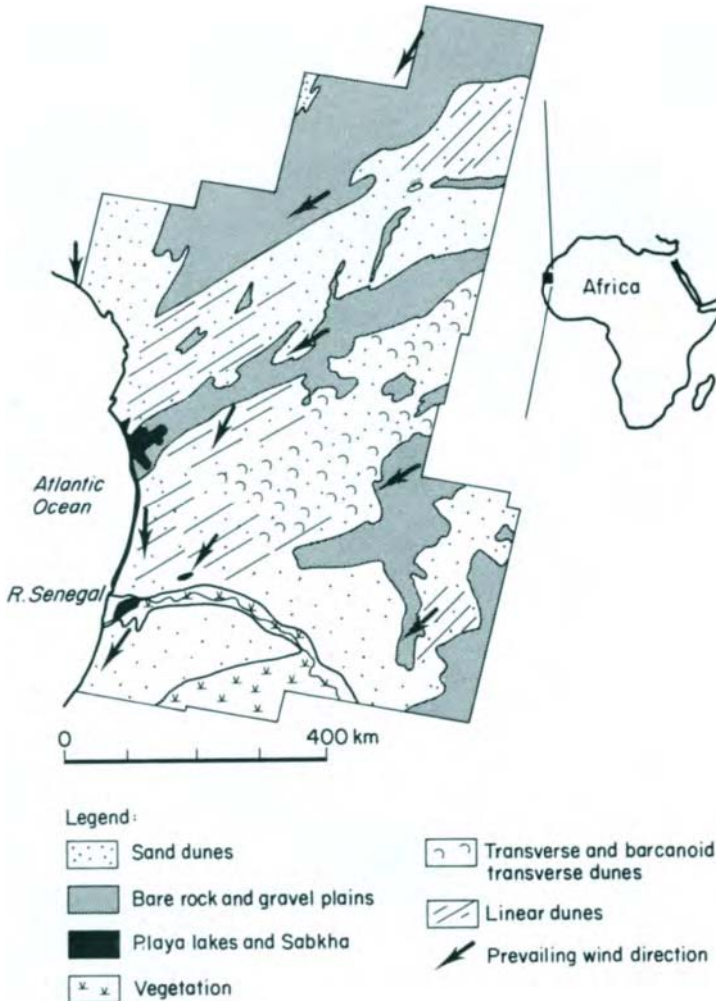 Africa
Atlantic
Ocean
R. Senegal
0 400 km
Legend:
Sand dunes
Bare rock and gravel plains
Playa lakes and Sabkha
Vegetation
Transverse and barcanoid
transverse dunes
Linear dunes
Prevailing wind direction